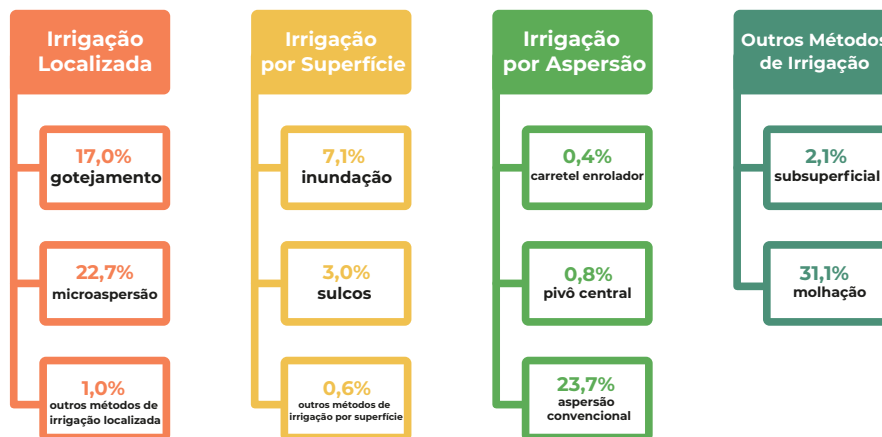 Irrigação
Localizada
17,0%
gotejamento
22,7%
microaspersão
1,0%
outros métodos de
irrigação localizada
Irrigação
por Superfície
7,1%
inundação
3,0%
sulcos
0,6%
outros métodos de
irrigação por superfície
Irrigação
por Aspersão
0,4%
carretel enrolador
0,8%
pivô central
23,7%
aspersão
convencional
Outros Métodos
de Irrigação
2,1%
subsuperficial
31,1%
molhação